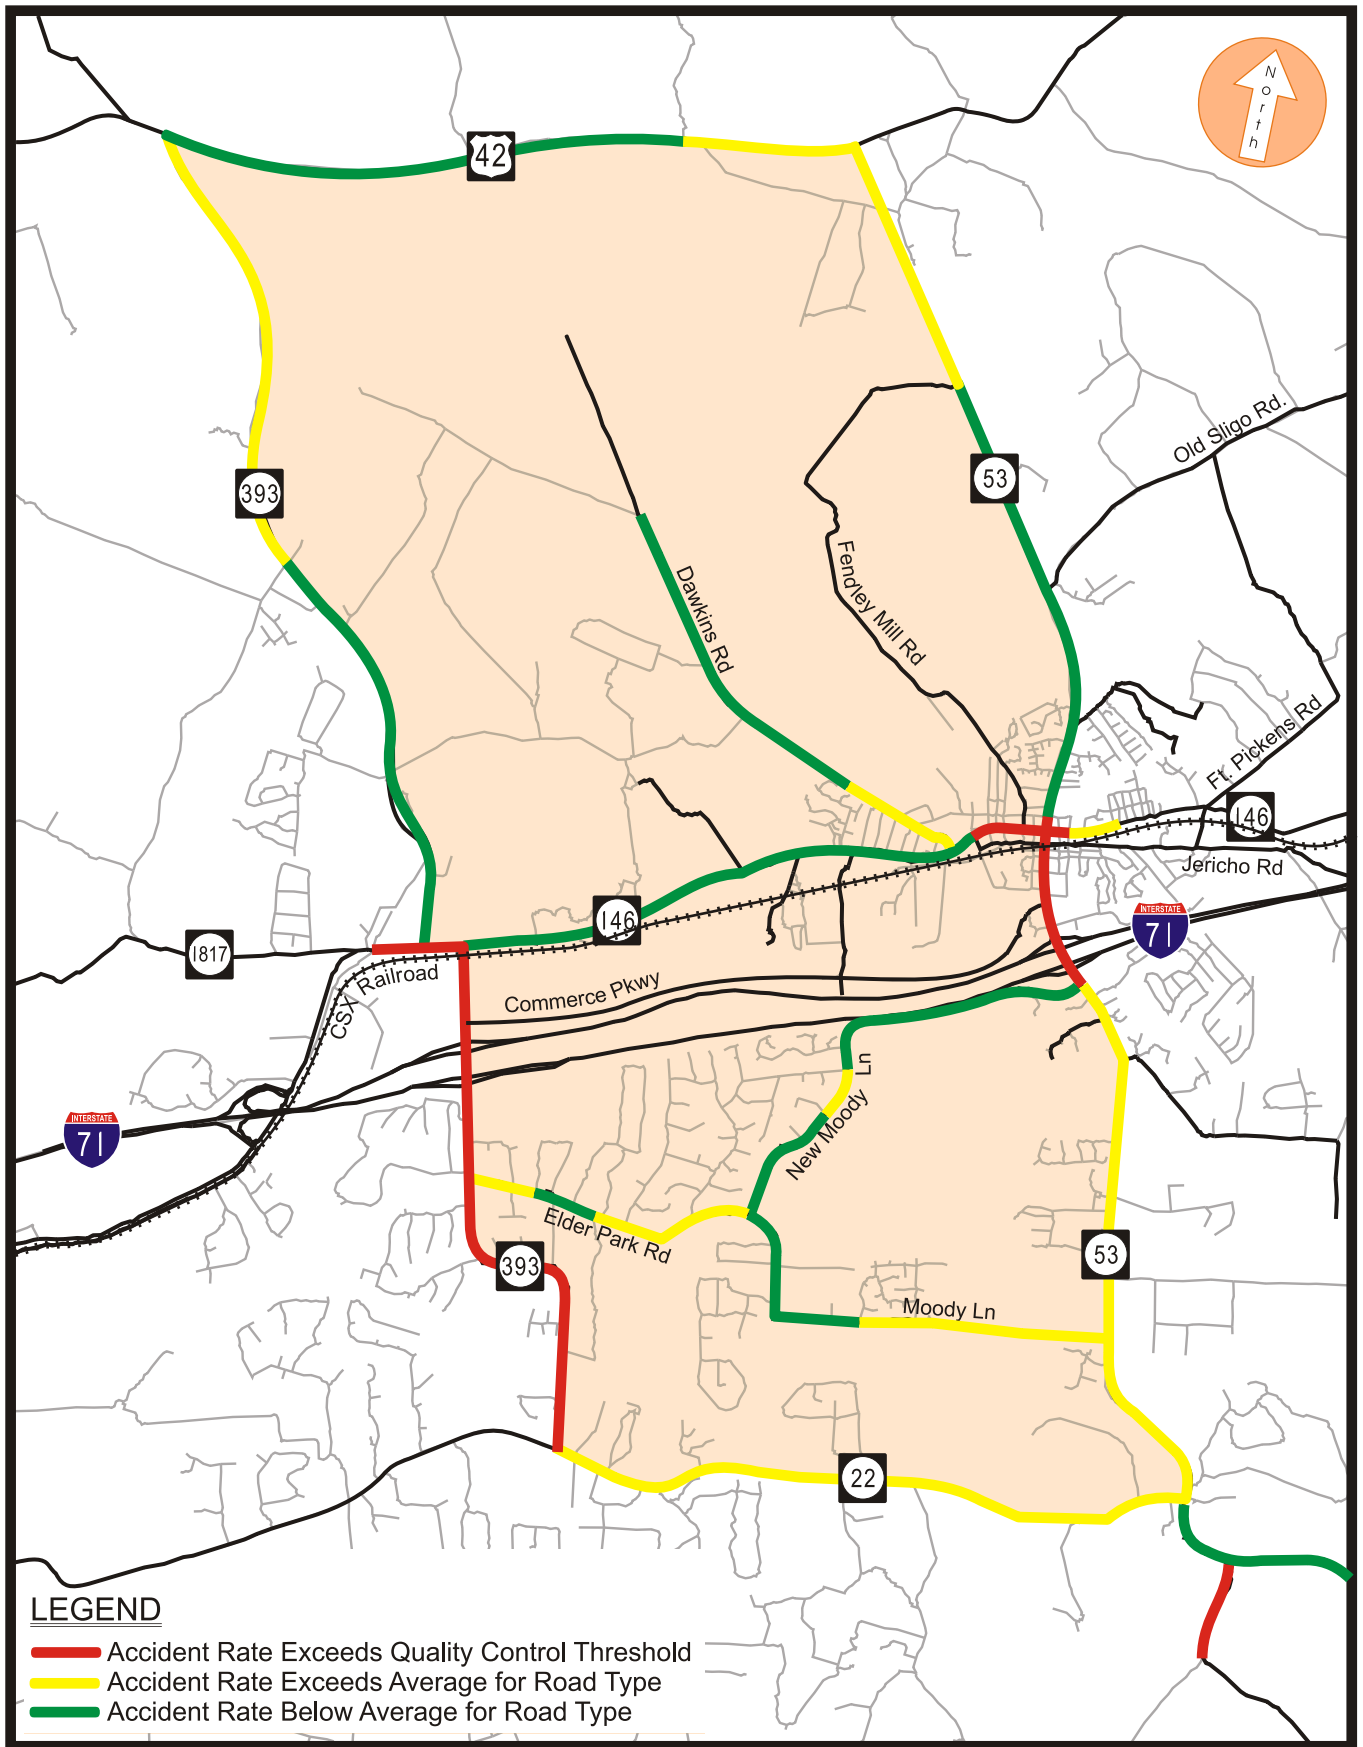 North
42
Old Sligo Rd.
53
393
Fendley Mill Rd
Dawkins Rd
Ft. Pickens Rd
146
Jericho Rd
146
INTERSTATE
71
1817
Railroad
CSX
Commerce Pkwy
Ln
New Moody
INTERSTATE
71
Elder Park Rd
53
393
Moody Ln
22
LEGEND
Accident Rate Exceeds Quality Control Threshold
Accident Rate Exceeds Average for Road Type
Accident Rate Below Average for Road Type